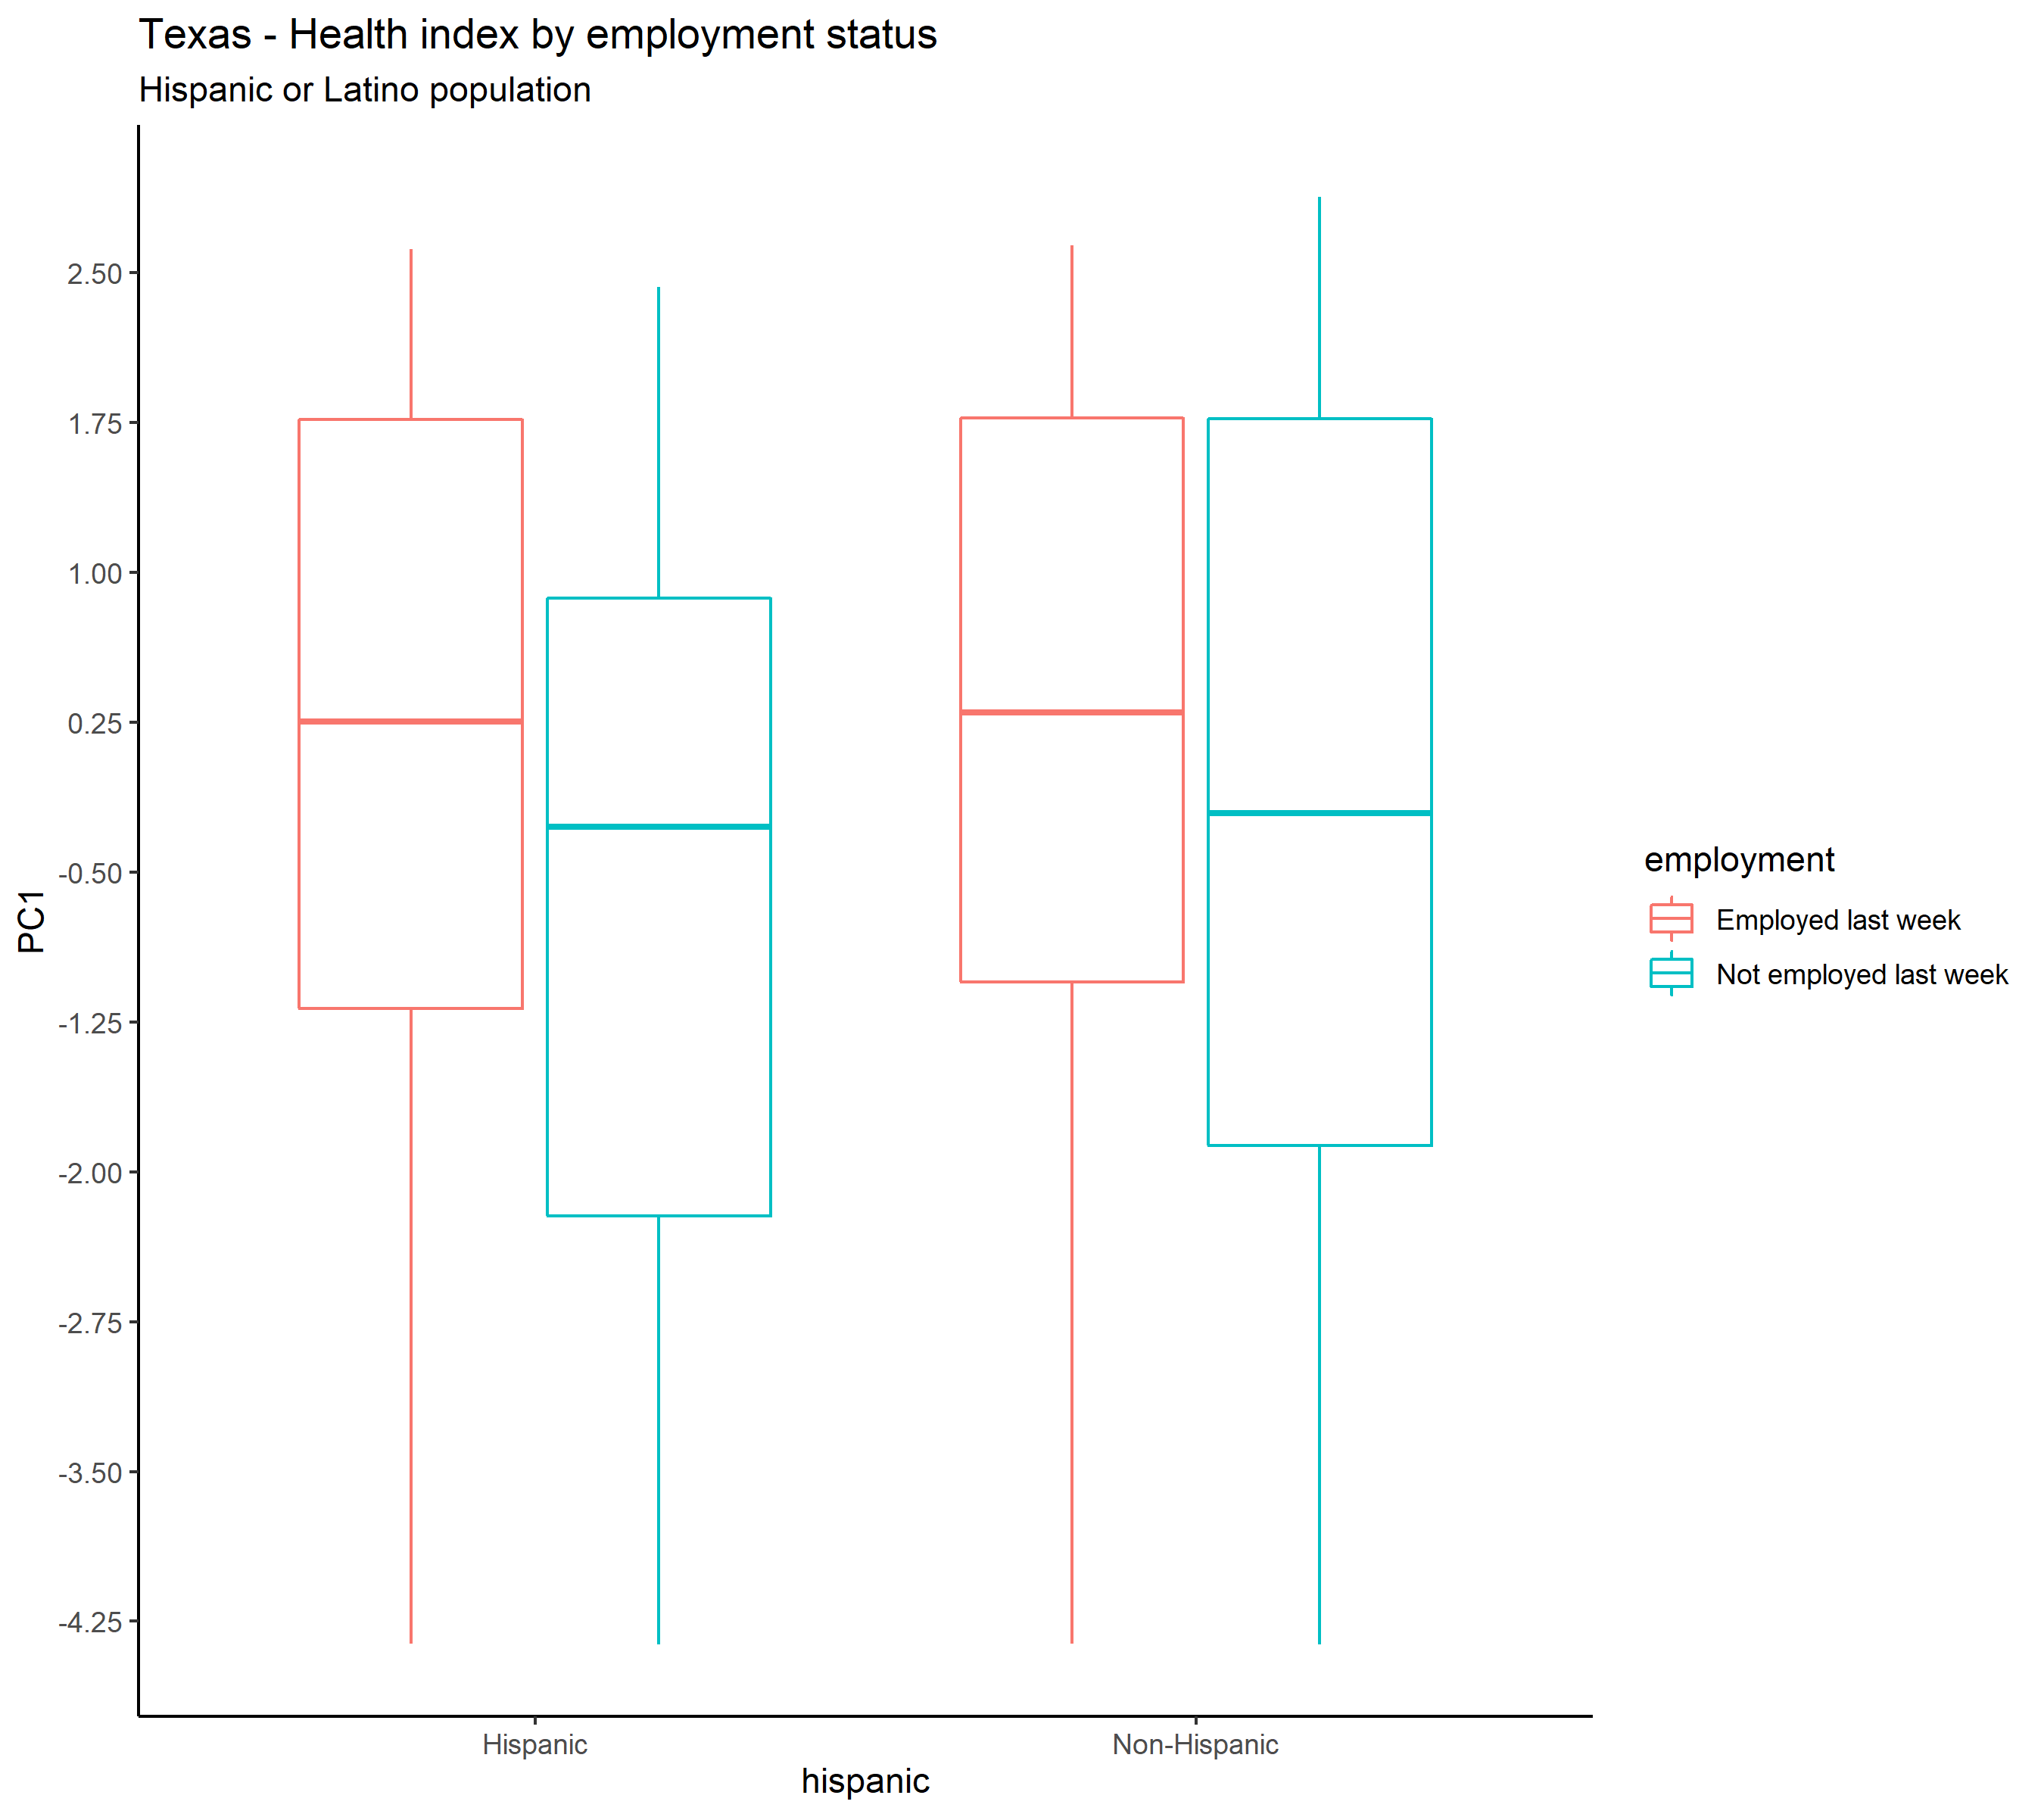 Texas - Health index by employment status
Hispanic or Latino population
2.50
1.75
1.00
0.25
-0.50
-1.25
-2.00
-2.75
-3.50
-4.25
PC1
Hispanic
Non-Hispanic
hispanic
employment
Employed last week
Not employed last week